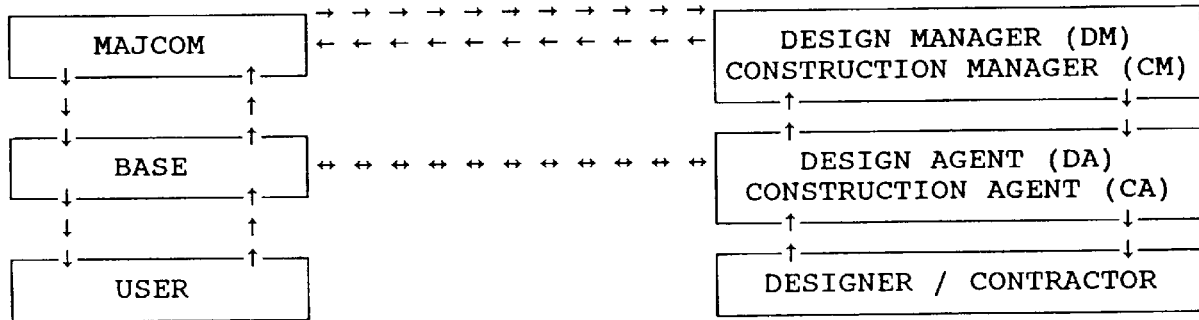 MAJCOM
DESIGN MANAGER (DM)
CONSTRUCTION MANAGER (CM)
BASE
DESIGN AGENT (DA)
CONSTRUCTION AGENT (CA)
USER
DESIGNER / CONTRACTOR